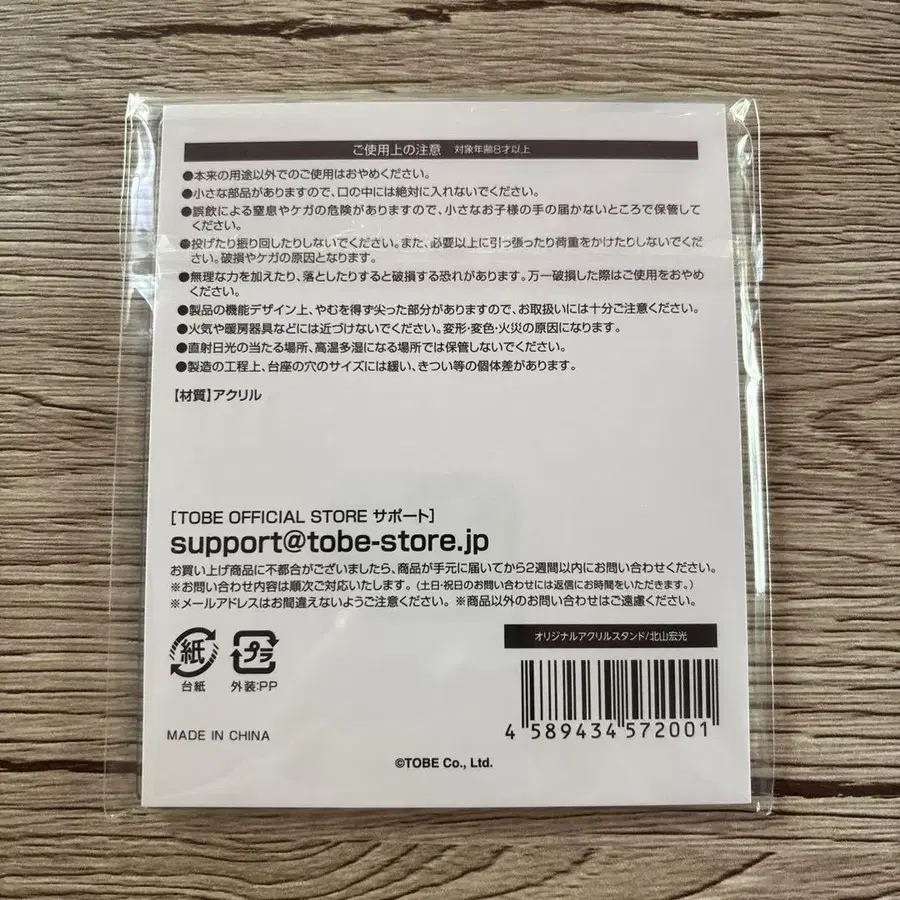 ご使用上の注意 対象年齢8才以上
●本来の用途以外でのご使用はおやめください。
●小さな部品がありますので、口の中には絶対に入れないでください。
●誤飲による窒息やケガの危険がありますので、小さなお子様の手の届かないところで保管して
ください。
●投げたり振り回したりしないでください。また、必要以上に引っ張ったり荷重をかけたりしないでくだ
さい。破損やケガの原因となります。
●無理な力を加えたり、落としたりすると破損する恐れがあります。万一破損した際はご使用をおやめ
ください。
●製品の機能デザイン上、やむを得ず尖った部分がありますので、お取扱いには十分ご注意ください。
●火気や暖房器具などには近づけないでください。変形・変色・火災の原因になります。
●直射日光の当たる場所、高温多湿になる場所では保管しないでください。
●製造の工程上、台座の穴のサイズには緩い、きつい等の個体差があります。
【材質】アクリル
[TOBE OFFICIAL STORE サポート]
support@tobe-store.jp
お買い上げ商品に不都合がございましたら、商品が手元に届いてから2週間以内にお問い合わせください。
※お問い合わせ内容は順次ご対応いたします。(土日・祝日のお問い合わせには返信にお時間をいただきます。)
※メールアドレスはお間違えないようご注意ください。※商品以外のお問い合わせはご遠慮ください。
オリジナルアクリルスタンド/北山宏光
紙
プラ
台紙
外装:PP
4 589434 572001
MADE IN CHINA
©TOBE Co., Ltd.